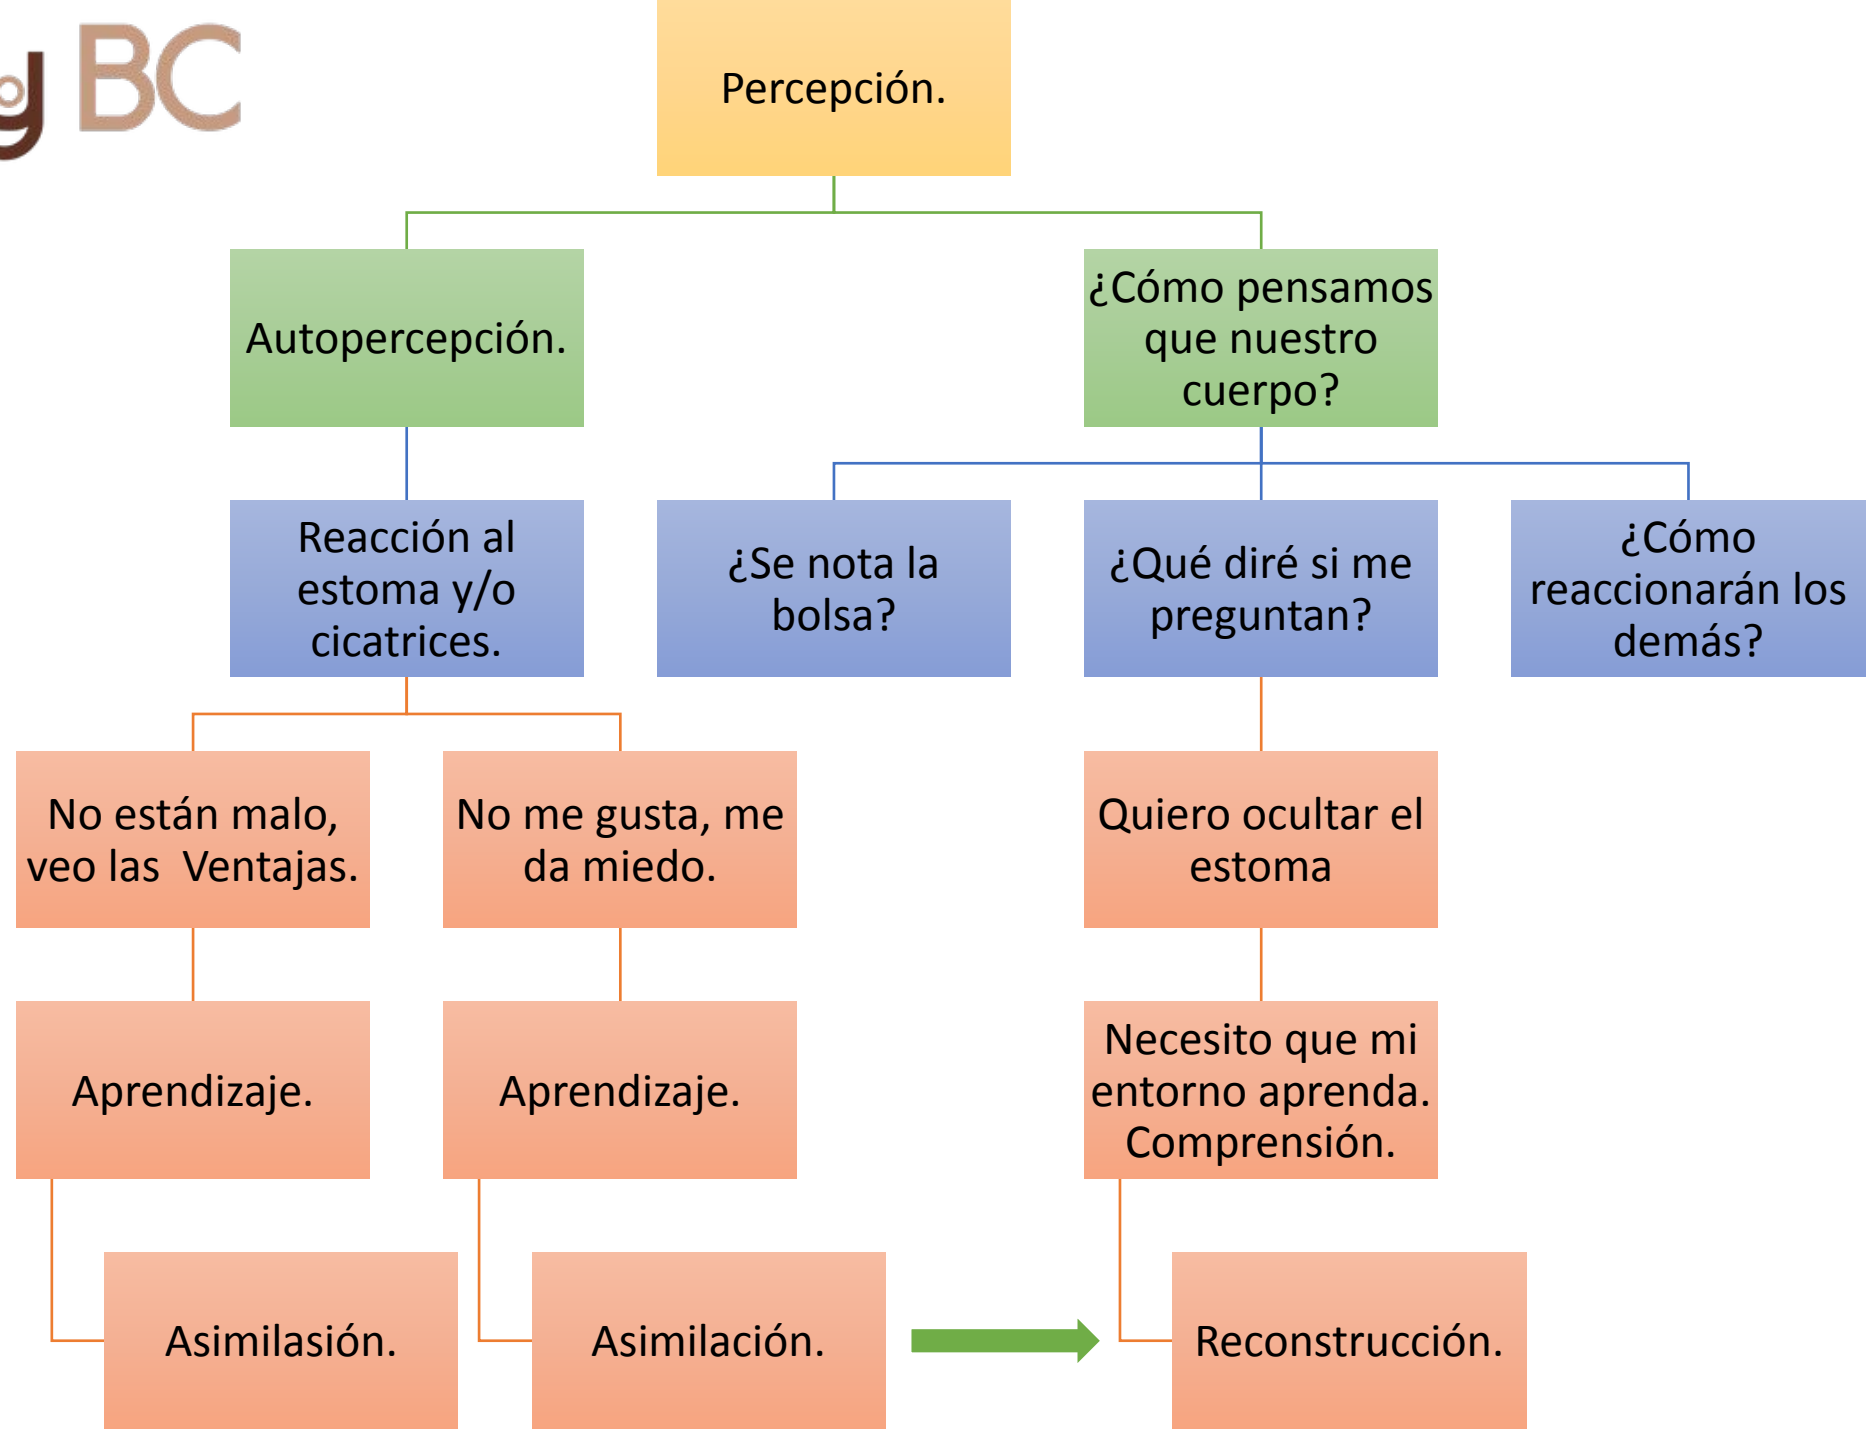 BC
Percepción.
Autopercepción.
¿Cómo pensamos
que nuestro
cuerpo?
Reacción al
estoma y/o
cicatrices.
¿Se nota la
bolsa?
¿Qué diré si me
preguntan?
¿Cómo
reaccionarán los
demás?
No están malo,
veo las  Ventajas.
No me gusta, me
da miedo.
Quiero ocultar el
estoma
Aprendizaje.
Aprendizaje.
Necesito que mi
entorno aprenda.
Comprensión.
Asimilasión.
Asimilación.
Reconstrucción.